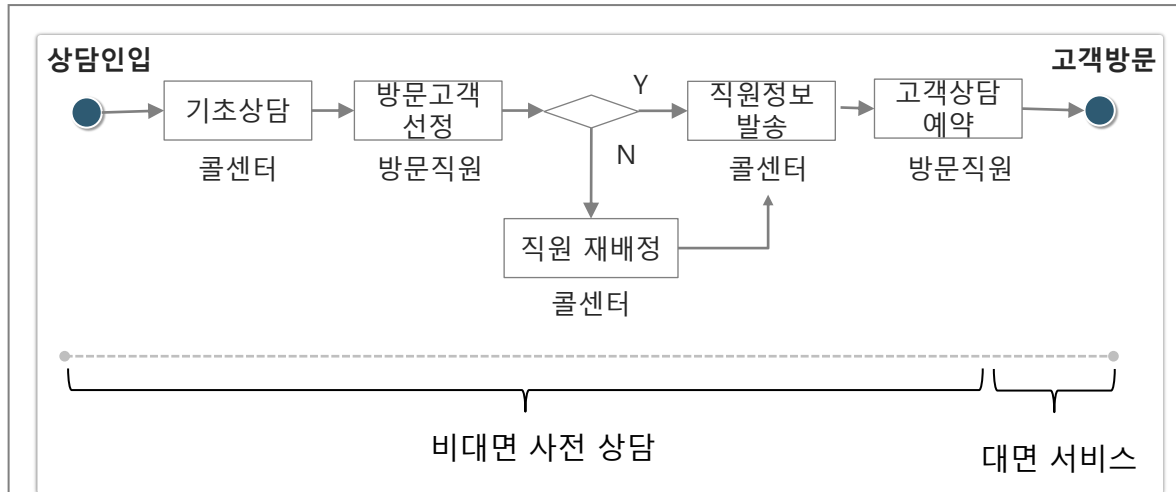 상담인입
고객방문
기초상담
콜센터
방문고객
선정
방문직원
Y
N
직원정보
발송
콜센터
고객상담
예약
방문직원
직원 재배정
콜센터
비대면 사전 상담
대면 서비스